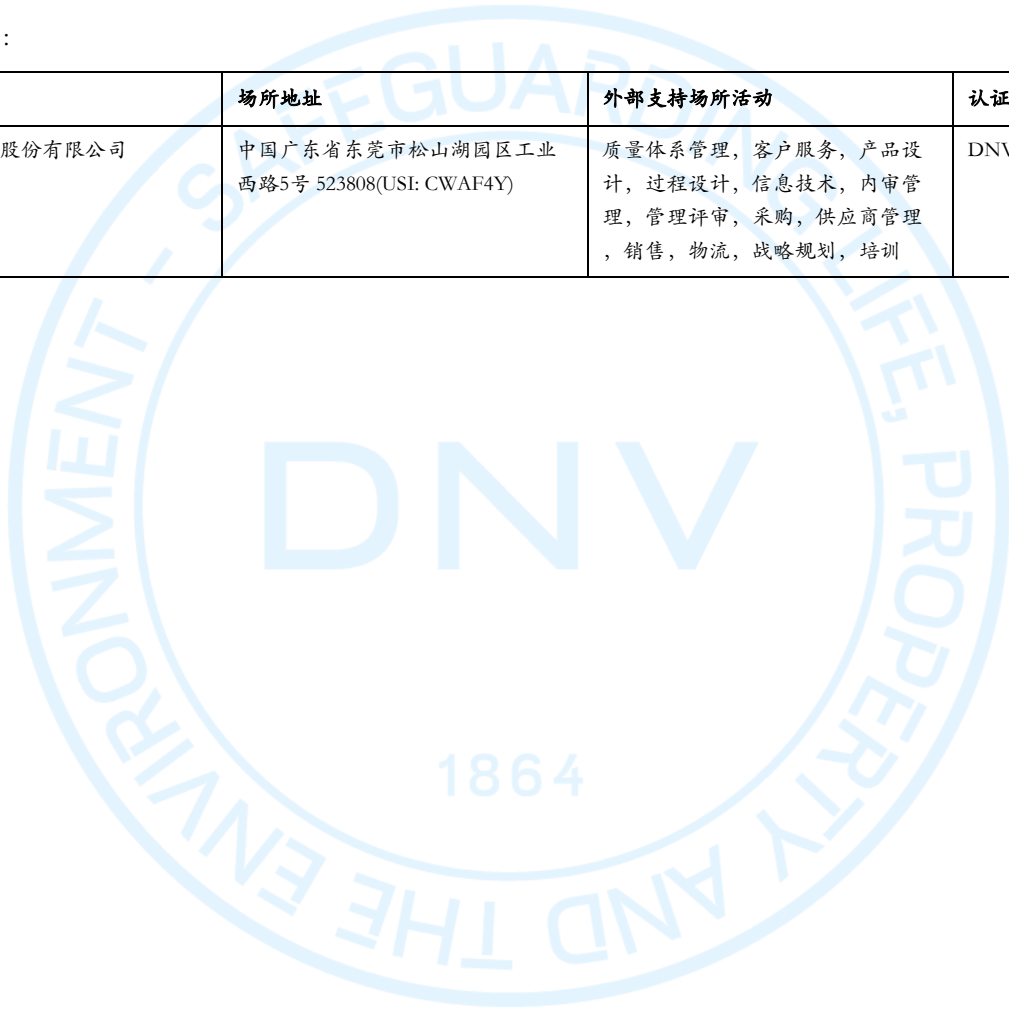 ：
场所地址 外部支持场所活动 认证
股份有限公司 中国广东省东莞市松山湖园区工业 质量体系管理，客户服务，产品设 DNV
西路5号 523808(USI: CWAF4Y) 计，过程设计，信息技术，内审管
理，管理评审，采购，供应商管理
，销售，物流，战略规划，培训
SAFEGUARDING LIFE, PROPERTY AND THE ENVIRONMENT –
DNV
1864